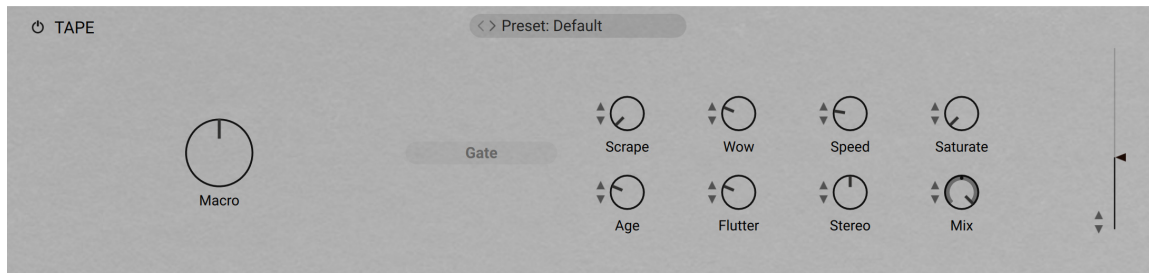 TAPE
Preset: Default
Gate
Scrape
Wow
Speed
Saturate
Macro
Age
Flutter
Stereo
Mix